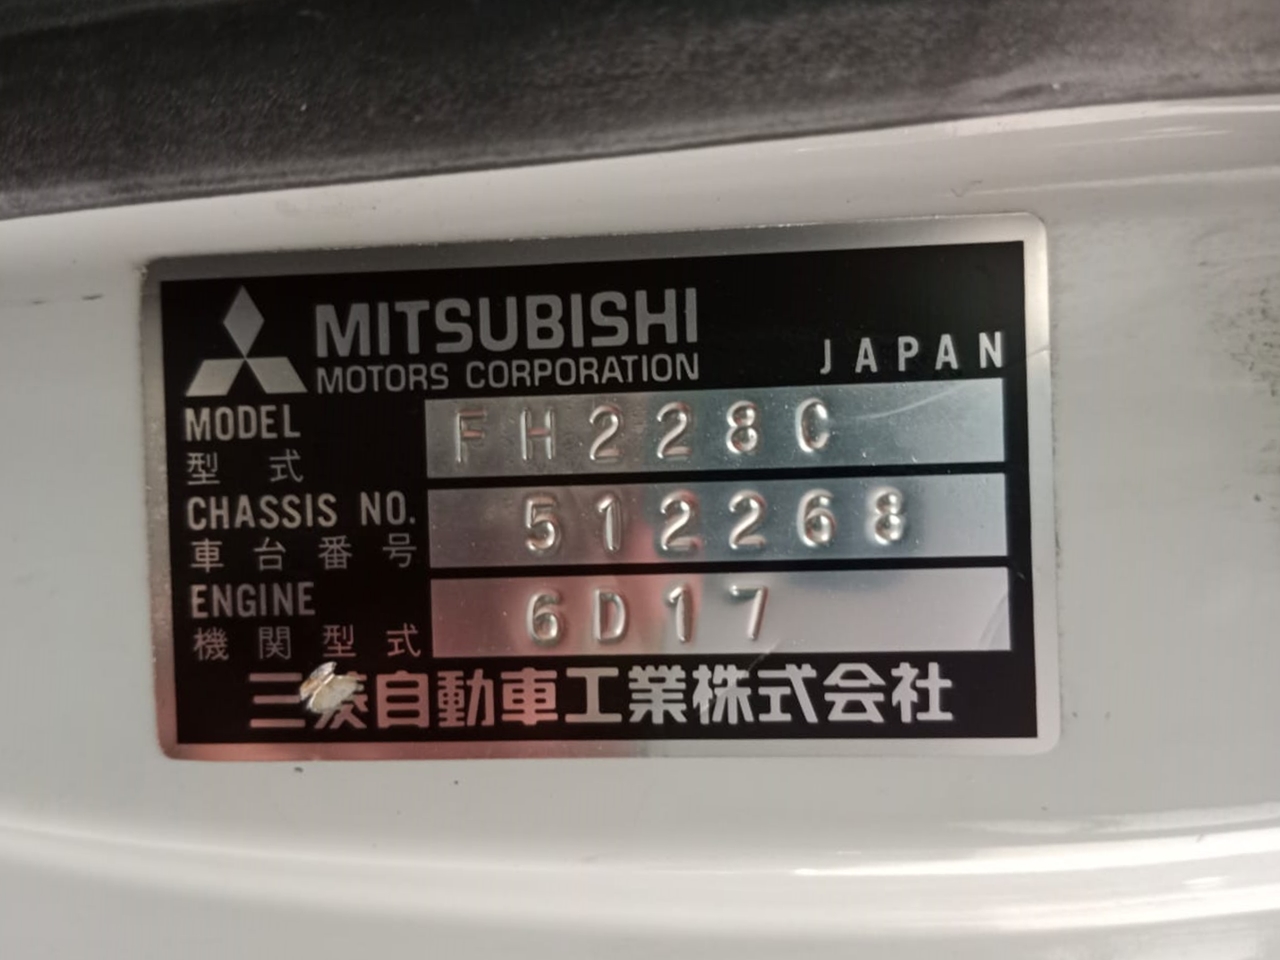 MITSUBISHI
MOTORS CORPORATION JAPAN
MODEL FH228C
型式
CHASSIS NO. 512268
車台番号
ENGINE 6D17
機関型式
三菱自動車工業株式会社